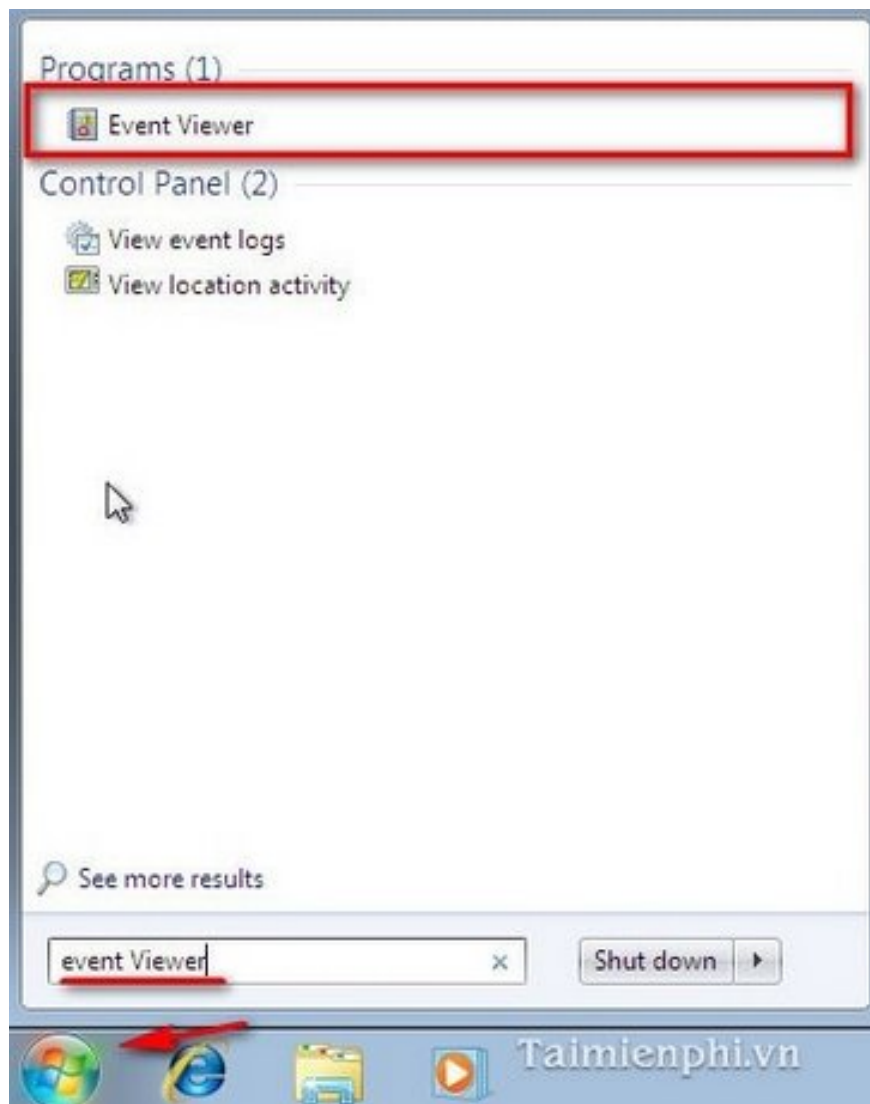 Programs (1)
Event Viewer
Control Panel (2)
View event logs
View location activity
See more results
event Viewer
Shut down
Taimienphi.vn